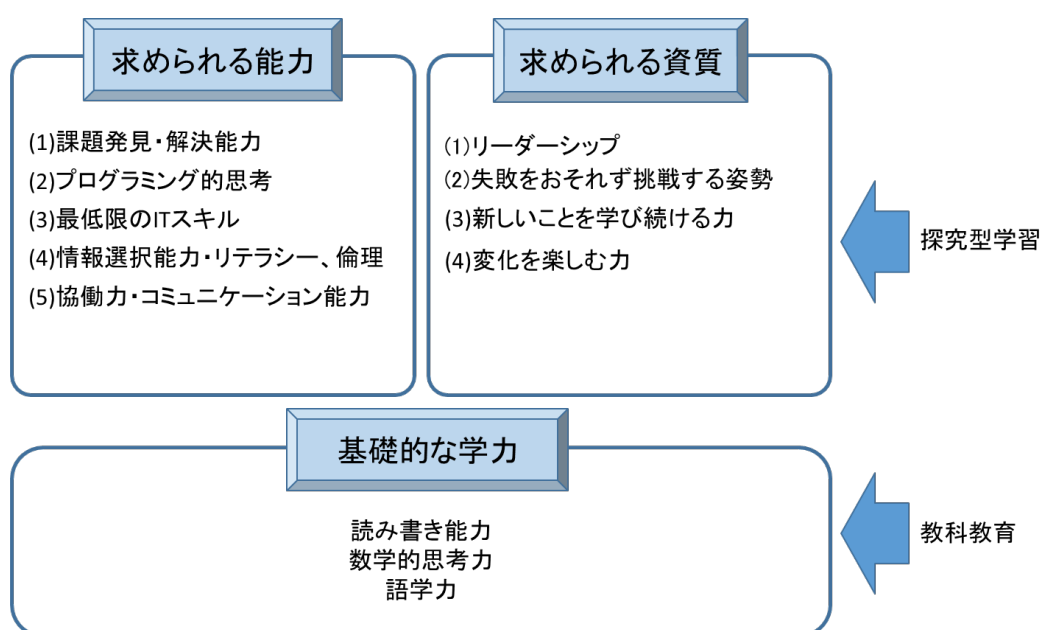 求められる能力
(1)課題発見・解決能力
(2)プログラミング的思考
(3)最低限のITスキル
(4)情報選択能力・リテラシー、倫理
(5)協働力・コミュニケーション能力
求められる資質
(1)リーダーシップ
(2)失敗をおそれず挑戦する姿勢
(3)新しいことを学び続ける力
(4)変化を楽しむ力
探究型学習
基礎的な学力
読み書き能力
数学的思考力
語学力
教科教育